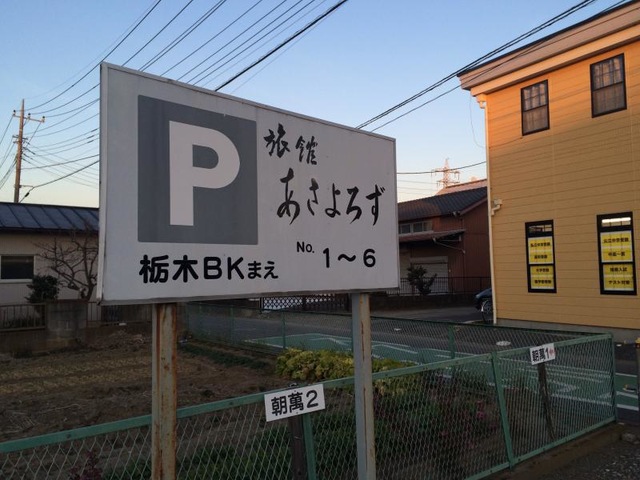 P
旅館
あさよろず
No. 1〜6
栃木BKまえ
朝萬2
朝萬1